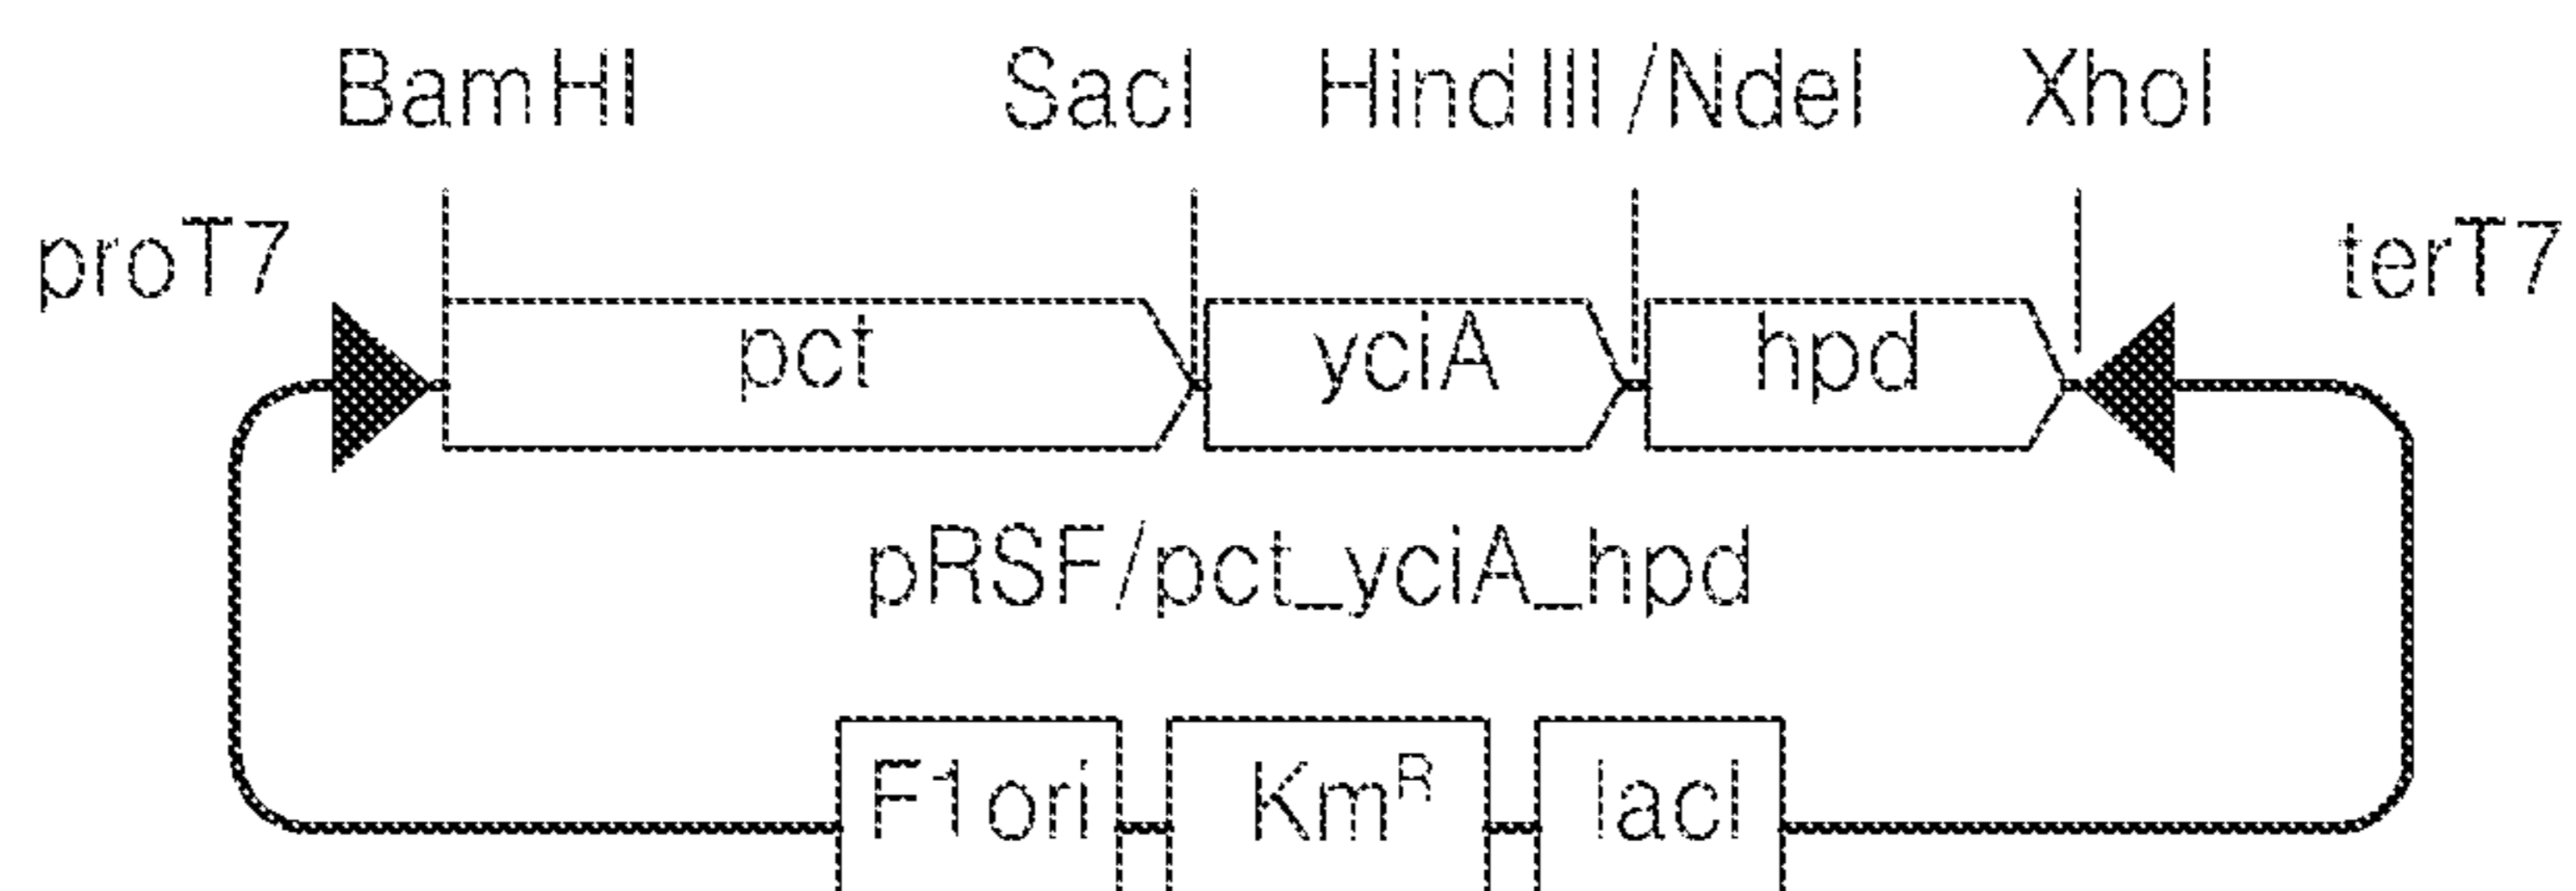 BamHI SacI HindIII/NdeI XhoI
proT7 terT7
pct yciA hpd
pRSF/pct_yciA_hpd
F1ori Km^R lacI